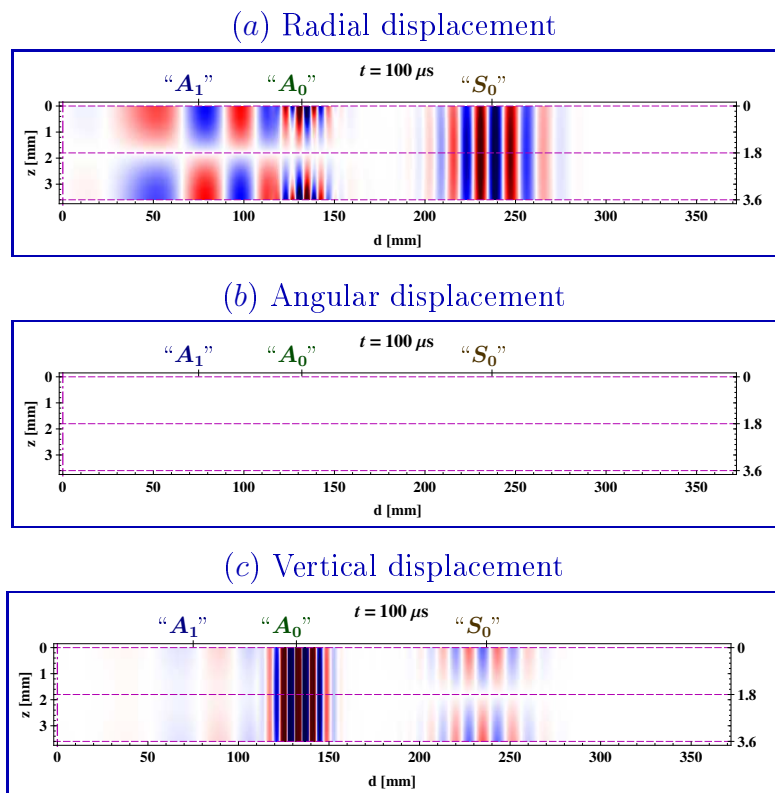 (a) Radial displacement
t = 100 μs
“A₁” “A₀” “S₀”
0 0
1
z [mm]
1.8
2
3
3.6
0 50 100 150 200 250 300 350
d [mm]
(b) Angular displacement
t = 100 μs
“A₁” “A₀” “S₀”
0 0
1
z [mm]
1.8
2
3
3.6
0 50 100 150 200 250 300 350
d [mm]
(c) Vertical displacement
t = 100 μs
“A₁” “A₀” “S₀”
0 0
1
z [mm]
1.8
2
3
3.6
0 50 100 150 200 250 300 350
d [mm]